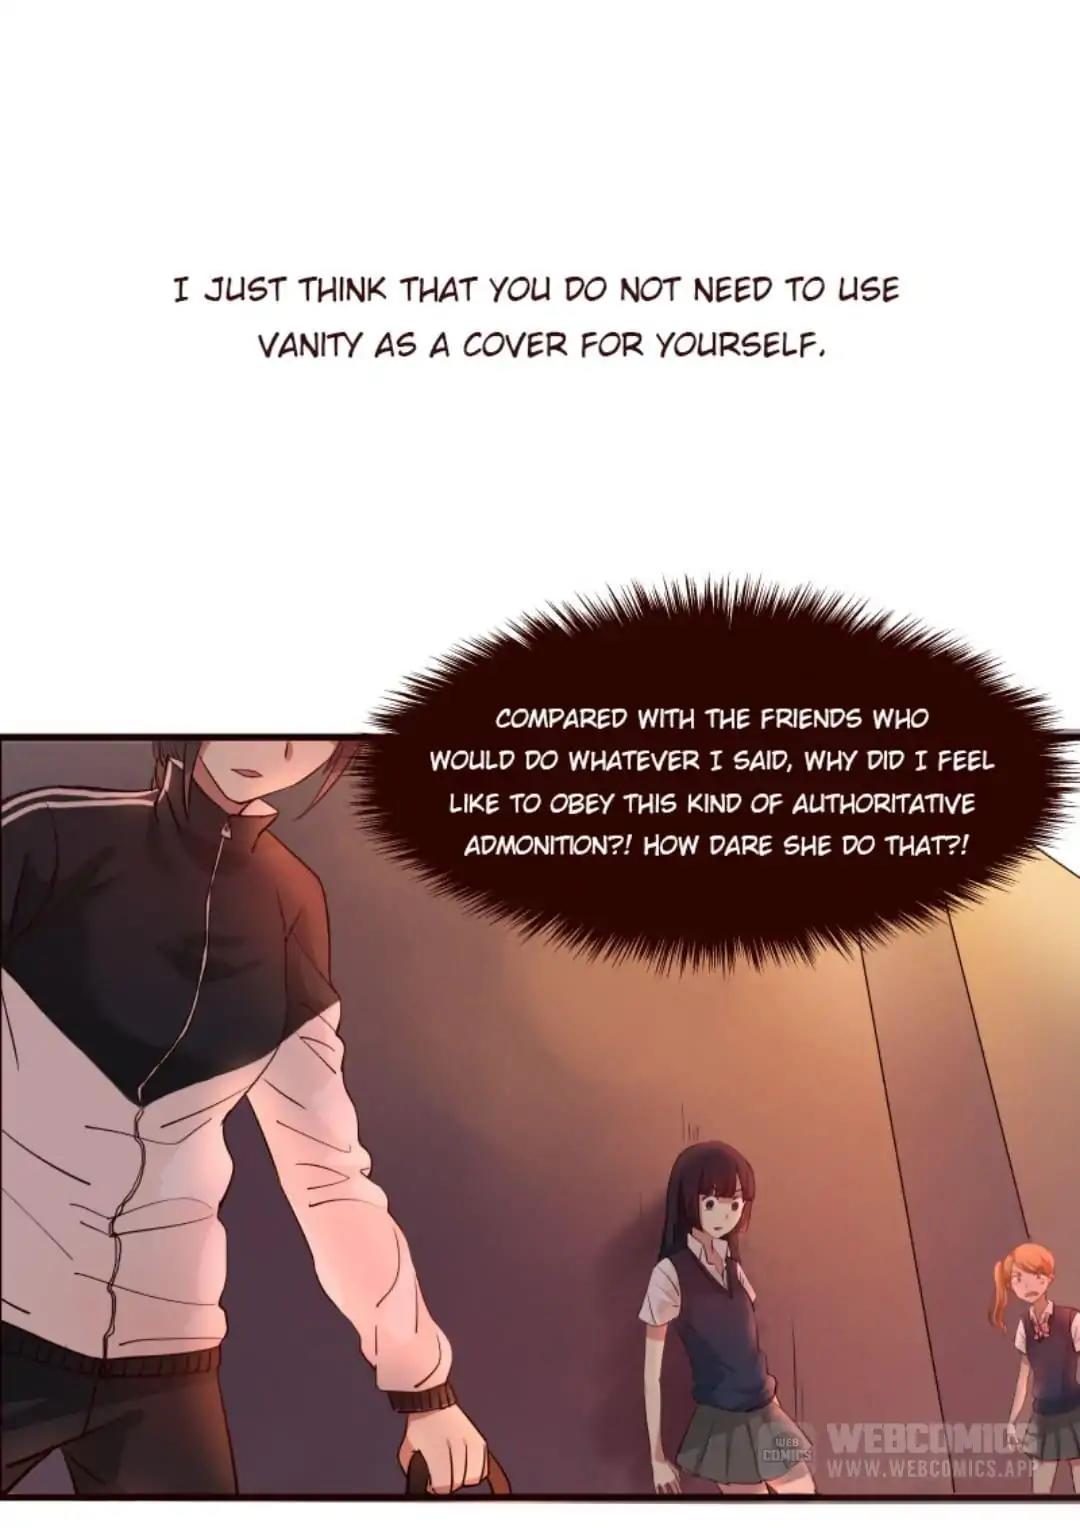 I JUST THINK THAT YOU DO NOT NEED TO USE
VANITY AS A COVER FOR YOURSELF.
COMPARED WITH THE FRIENDS WHO
WOULD DO WHATEVER I SAID, WHY DID I FEEL
LIKE TO OBEY THIS KIND OF AUTHORITATIVE
ADMONITION?! HOW DARE SHE DO THAT?!
WEB
COMICS
WEBCOMICS
WWW.WEBCOMICS.APP